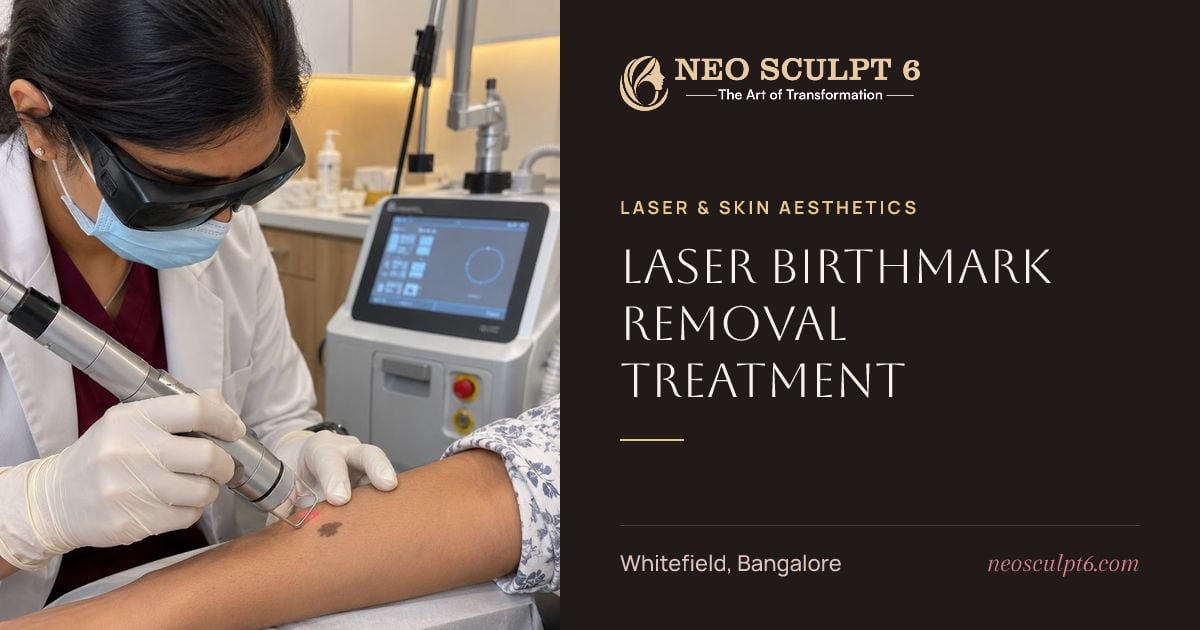 NEO SCULPT 6
The Art of Transformation
LASER & SKIN AESTHETICS
LASER BIRTHMARK
REMOVAL
TREATMENT
Whitefield, Bangalore
neosculpt6.com